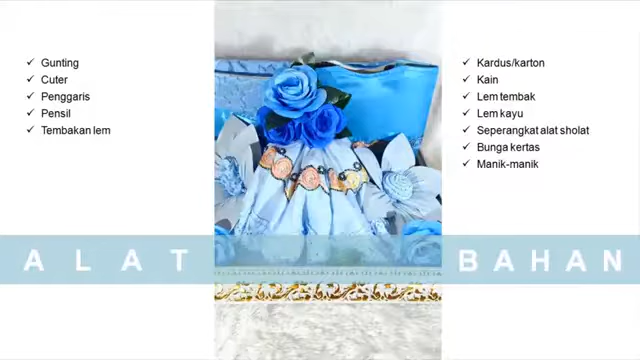 Gunting
Cuter
Penggaris
Pensil
Tembakan lem
ALAT
Kardus/karton
Kain
Lem tembak
Lem kayu
Seperangkat alat sholat
Bunga kertas
Manik-manik
BAHAN